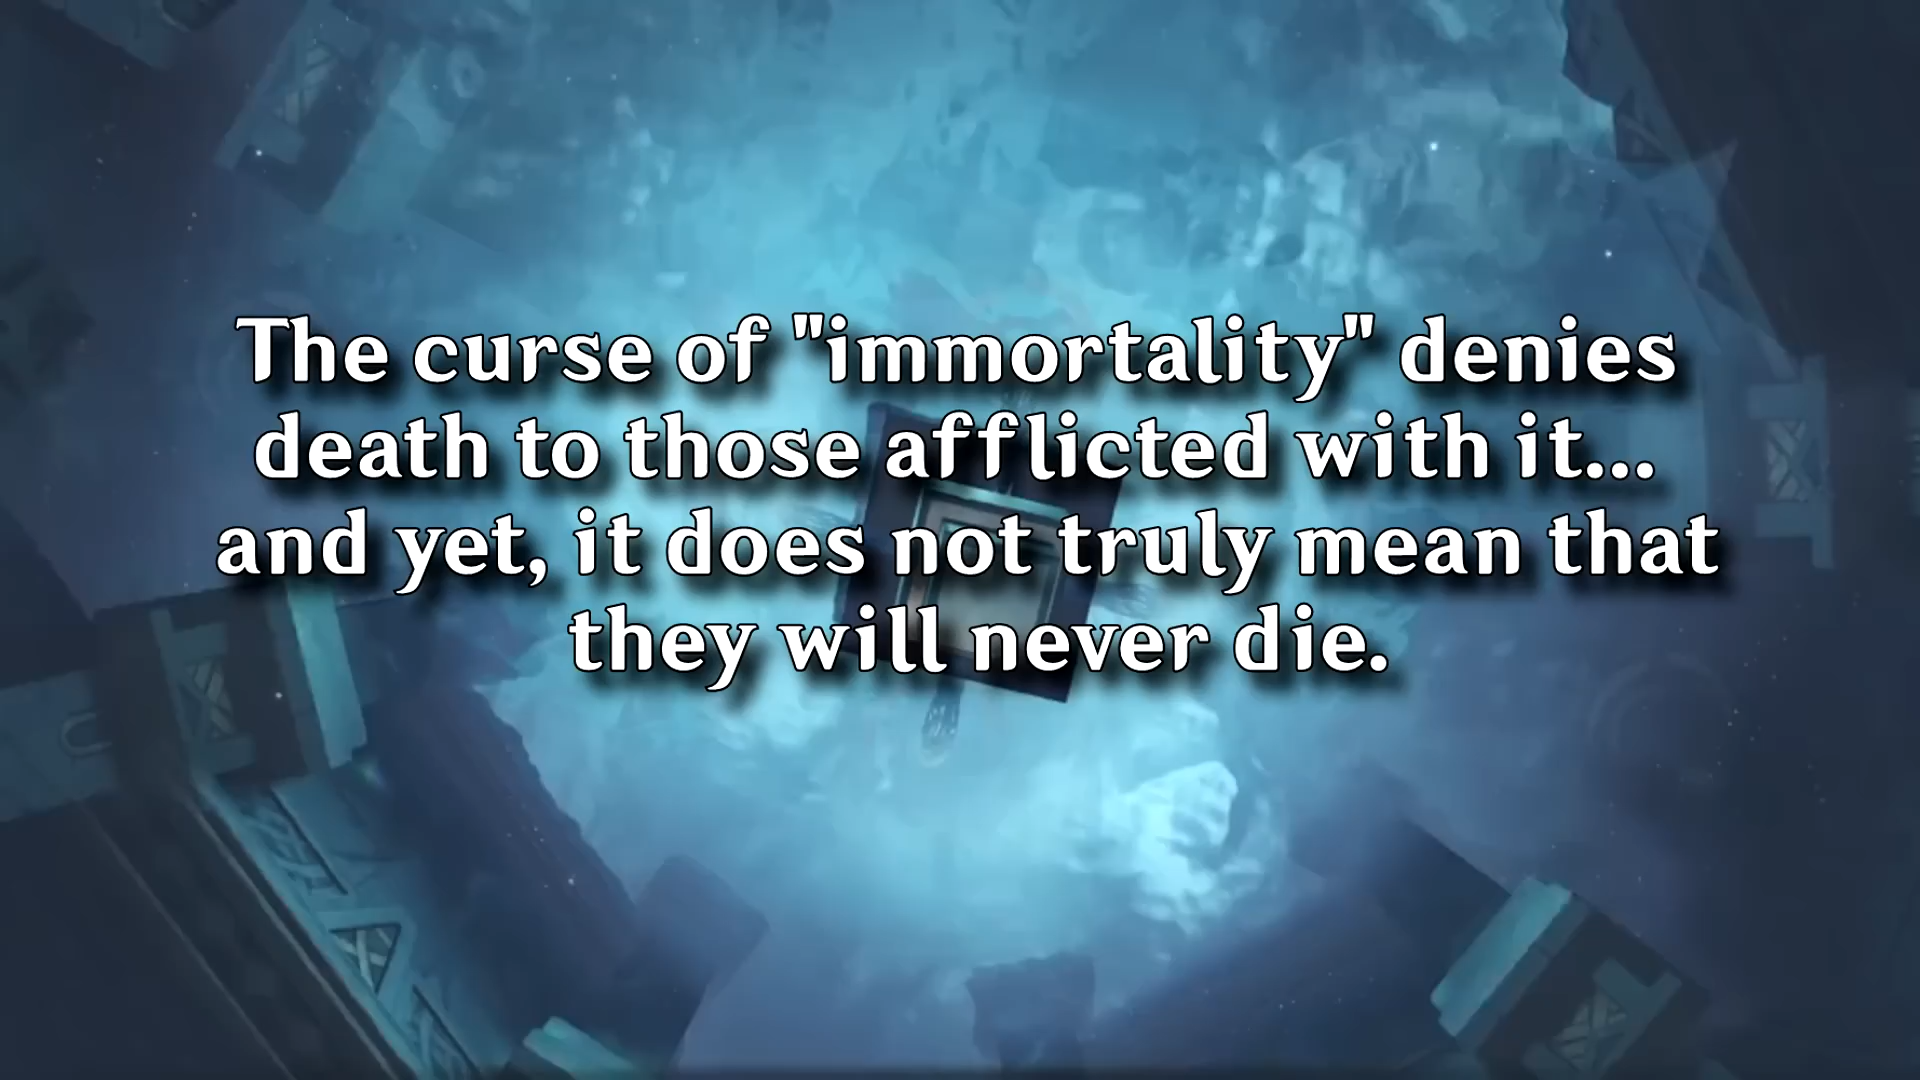 The curse of "immortality" denies
death to those afflicted with it...
and yet, it does not truly mean that
they will never die.